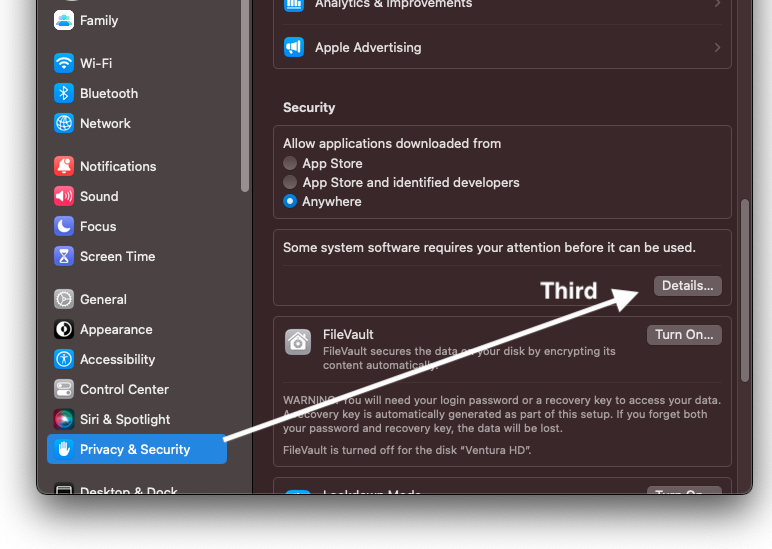 Family
Wi-Fi
Bluetooth
Network
Notifications
Sound
Focus
Screen Time
General
Appearance
Accessibility
Control Center
Siri & Spotlight
Privacy & Security
Desktop & Dock
Analytics & Improvements
Apple Advertising
Security
Allow applications downloaded from
App Store
App Store and identified developers
Anywhere
Some system software requires your attention before it can be used.
Third
Details...
FileVault
Turn On...
FileVault secures the data on your disk by encrypting its
content automatically.
WARNING: You will need your login password or a recovery key to access your data.
A recovery key is automatically generated as part of this setup. If you forget both
your password and recovery key, the data will be lost.
FileVault is turned off for the disk “Ventura HD”.
Lockdown Mode
Turn On...